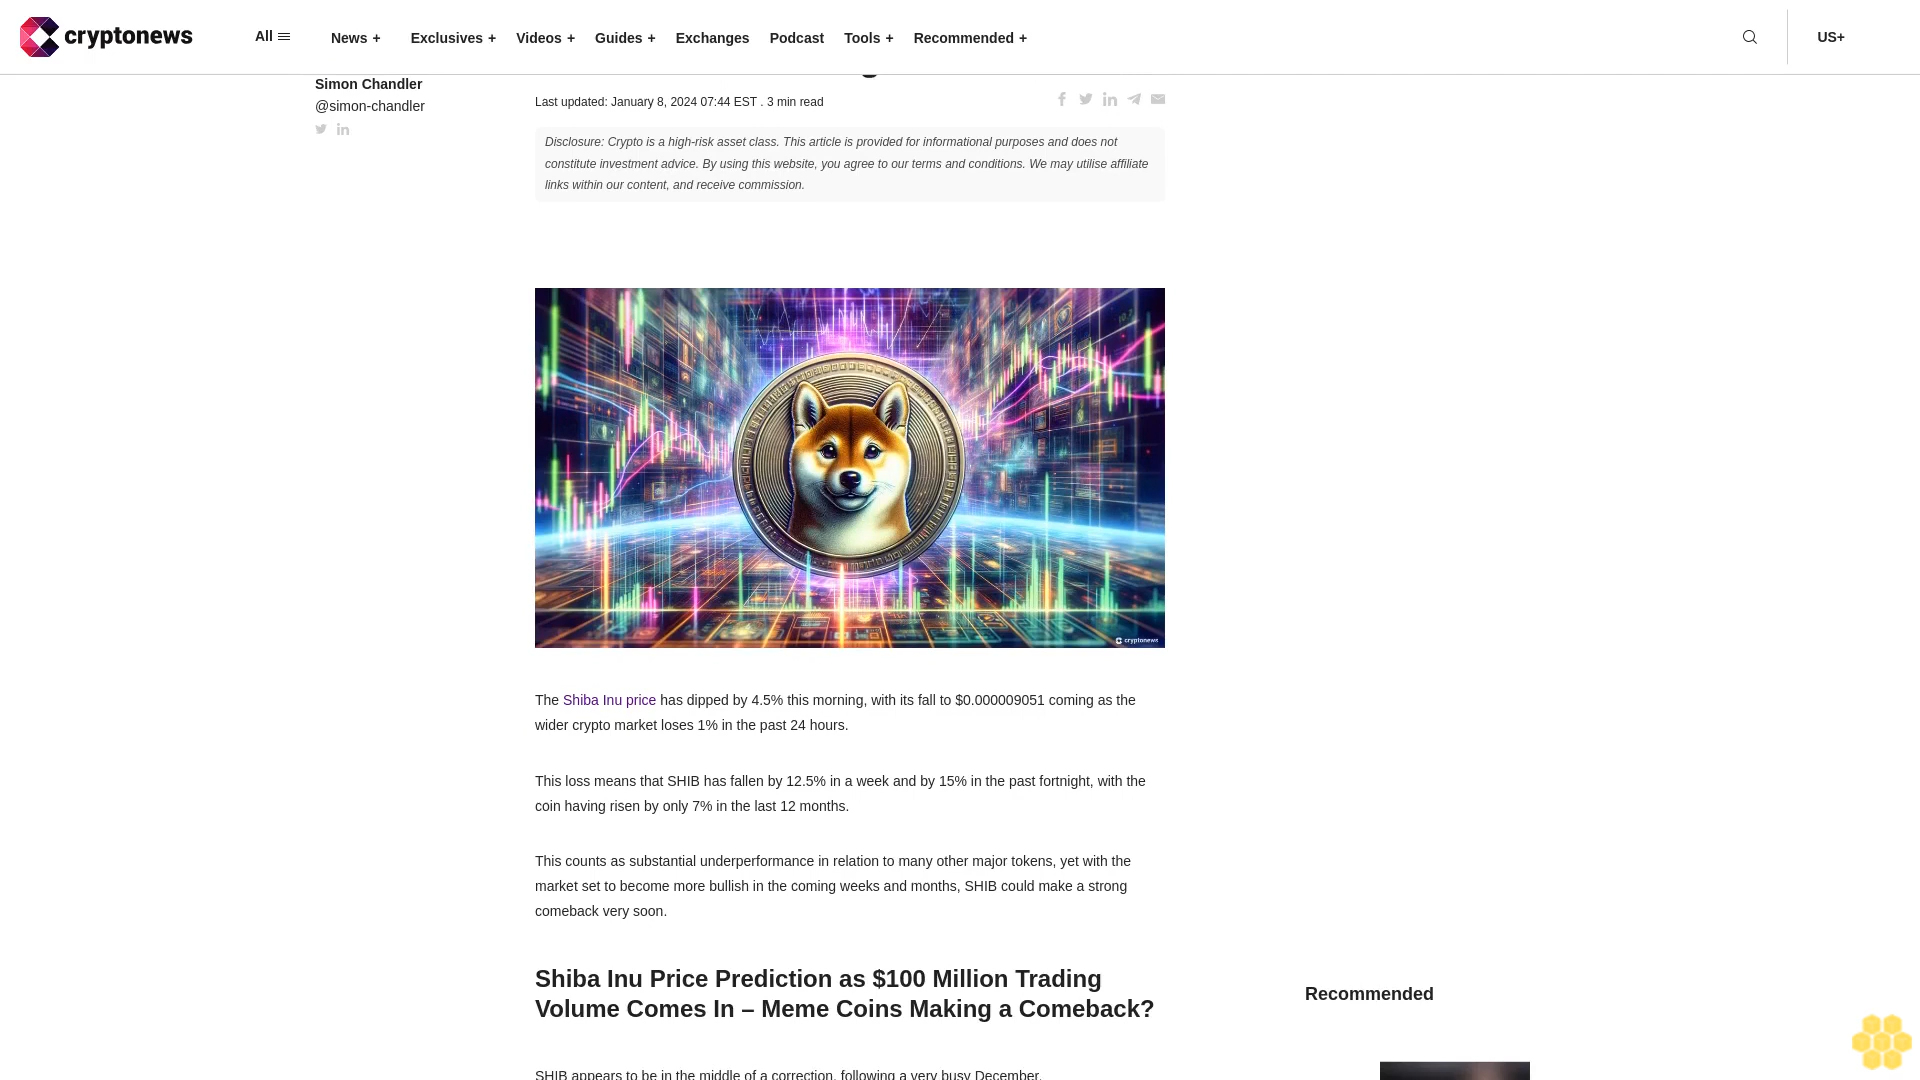 cryptonews
All
News +
Exclusives +
Videos +
Guides +
Exchanges
Podcast
Tools +
Recommended +
US+
Simon Chandler
@simon-chandler
Last updated: January 8, 2024 07:44 EST . 3 min read
Disclosure: Crypto is a high-risk asset class. This article is provided for informational purposes and does not
constitute investment advice. By using this website, you agree to our terms and conditions. We may utilise affiliate
links within our content, and receive commission.
cryptonews
The Shiba Inu price has dipped by 4.5% this morning, with its fall to $0.000009051 coming as the
wider crypto market loses 1% in the past 24 hours.
This loss means that SHIB has fallen by 12.5% in a week and by 15% in the past fortnight, with the
coin having risen by only 7% in the last 12 months.
This counts as substantial underperformance in relation to many other major tokens, yet with the
market set to become more bullish in the coming weeks and months, SHIB could make a strong
comeback very soon.
Shiba Inu Price Prediction as $100 Million Trading
Volume Comes In – Meme Coins Making a Comeback?
Recommended
SHIB appears to be in the middle of a correction, following a very busy December.